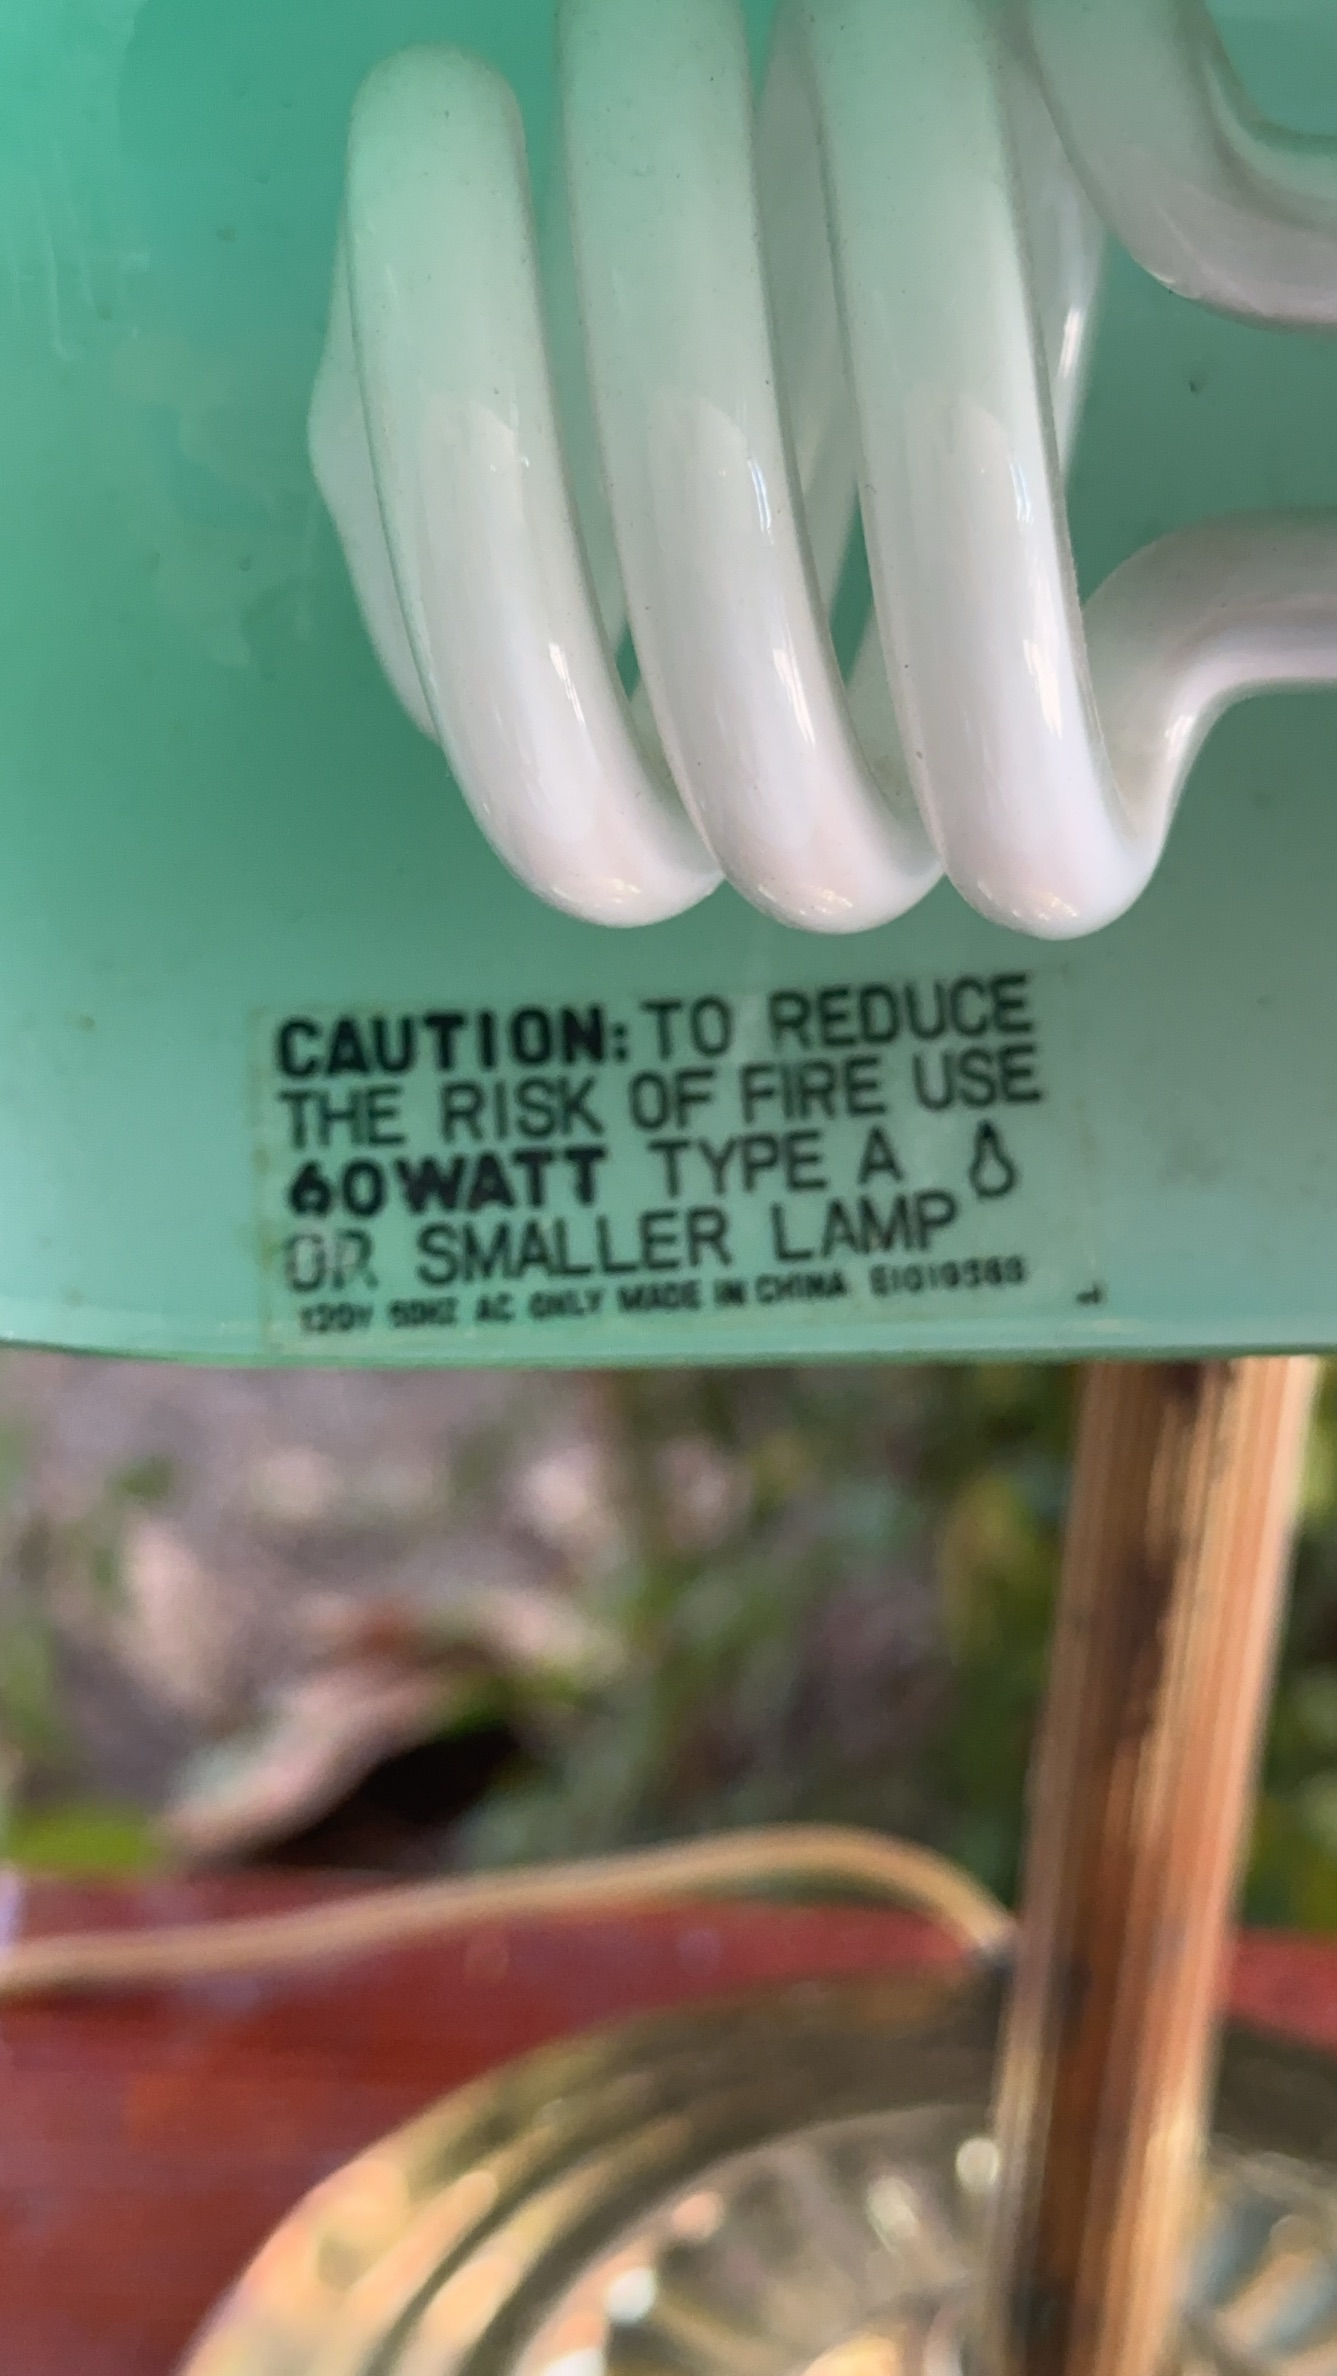 CAUTION: TO REDUCE
THE RISK OF FIRE USE
60WATT TYPE A
OR SMALLER LAMP
120V 60HZ AC ONLY MADE IN CHINA